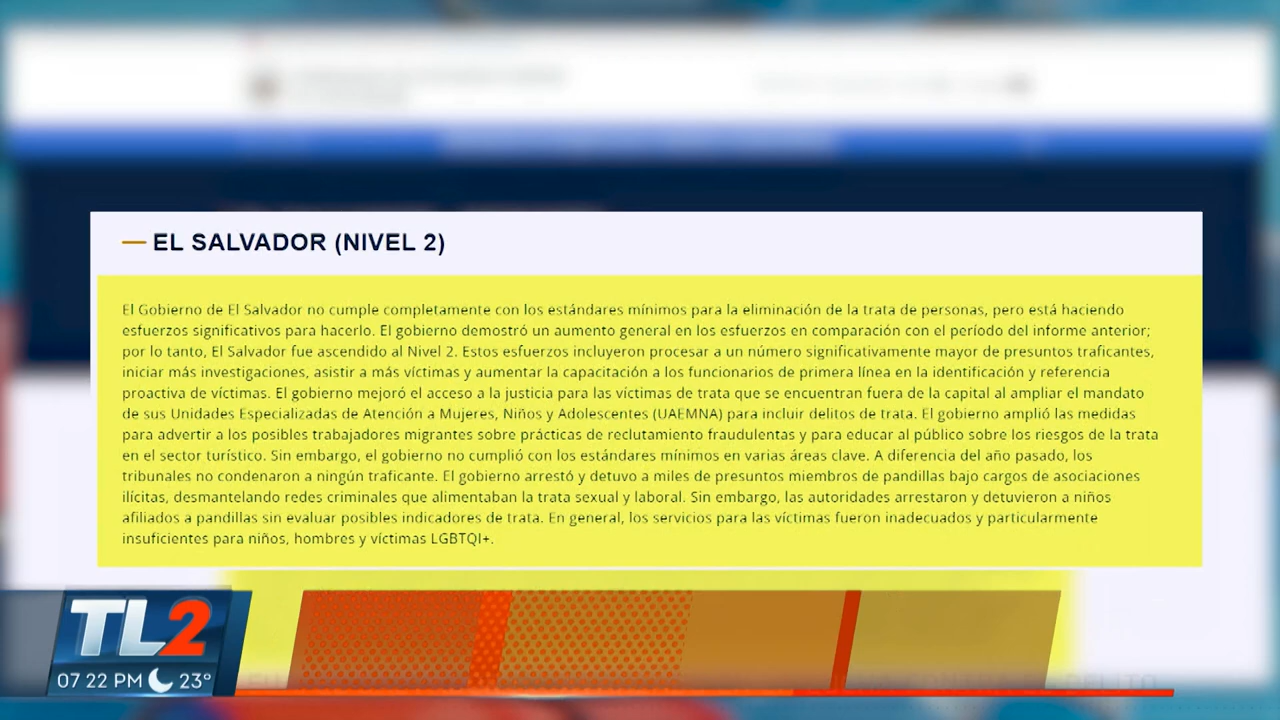 — EL SALVADOR (NIVEL 2)
El Gobierno de El Salvador no cumple completamente con los estándares mínimos para la eliminación de la trata de personas, pero está haciendo
esfuerzos significativos para hacerlo. El gobierno demostró un aumento general en los esfuerzos en comparación con el período del informe anterior;
por lo tanto, El Salvador fue ascendido al Nivel 2. Estos esfuerzos incluyeron procesar a un número significativamente mayor de presuntos traficantes,
iniciar más investigaciones, asistir a más víctimas y aumentar la capacitación a los funcionarios de primera línea en la identificación y referencia
proactiva de víctimas. El gobierno mejoró el acceso a la justicia para las víctimas de trata que se encuentran fuera de la capital al ampliar el mandato
de sus Unidades Especializadas de Atención a Mujeres, Niños y Adolescentes (UAEMNA) para incluir delitos de trata. El gobierno amplió las medidas
para advertir a los posibles trabajadores migrantes sobre prácticas de reclutamiento fraudulentas y para educar al público sobre los riesgos de la trata
en el sector turístico. Sin embargo, el gobierno no cumplió con los estándares mínimos en varias áreas clave. A diferencia del año pasado, los
tribunales no condenaron a ningún traficante. El gobierno arrestó y detuvo a miles de presuntos miembros de pandillas bajo cargos de asociaciones
ilícitas, desmantelando redes criminales que alimentaban la trata sexual y laboral. Sin embargo, las autoridades arrestaron y detuvieron a niños
afiliados a pandillas sin evaluar posibles indicadores de trata. En general, los servicios para las víctimas fueron inadecuados y particularmente
insuficientes para niños, hombres y víctimas LGBTQI+.
TL2
07 22 PM 23°